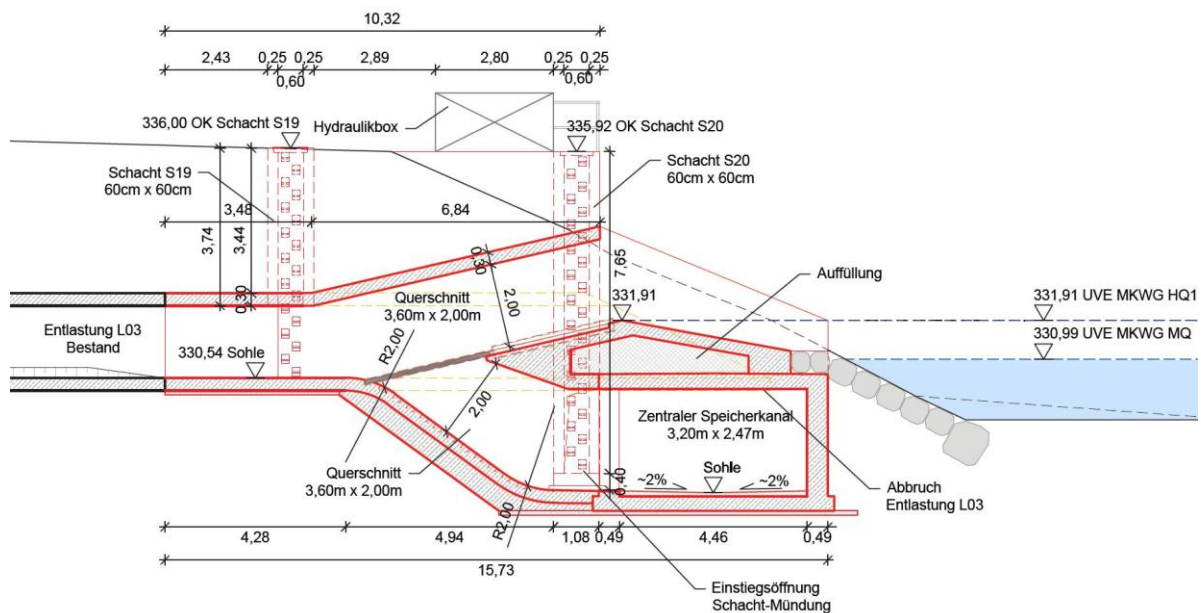 10,32
2,43
0,25
0,25
2,89
2,80
0,25
0,25
0,60
0,60
336,00 OK Schacht S19
Hydraulikbox
335,92 OK Schacht S20
Schacht S19
60cm x 60cm
Schacht S20
60cm x 60cm
3,48
6,84
3,74
3,44
0,30
0,30
2,00
7,65
Auffüllung
Querschnitt
3,60m x 2,00m
331,91
331,91 UVE MKWG HQ1
330,99 UVE MKWG MQ
Entlastung L03
Bestand
330,54 Sohle
R2,00
2,00
Zentraler Speicherkanal
3,20m x 2,47m
Querschnitt
3,60m x 2,00m
Sohle
~2%
~2%
0,40
R2,00
Abbruch
Entlastung L03
4,28
4,94
1,08
0,49
4,46
0,49
15,73
Einstiegsöffnung
Schacht-Mündung